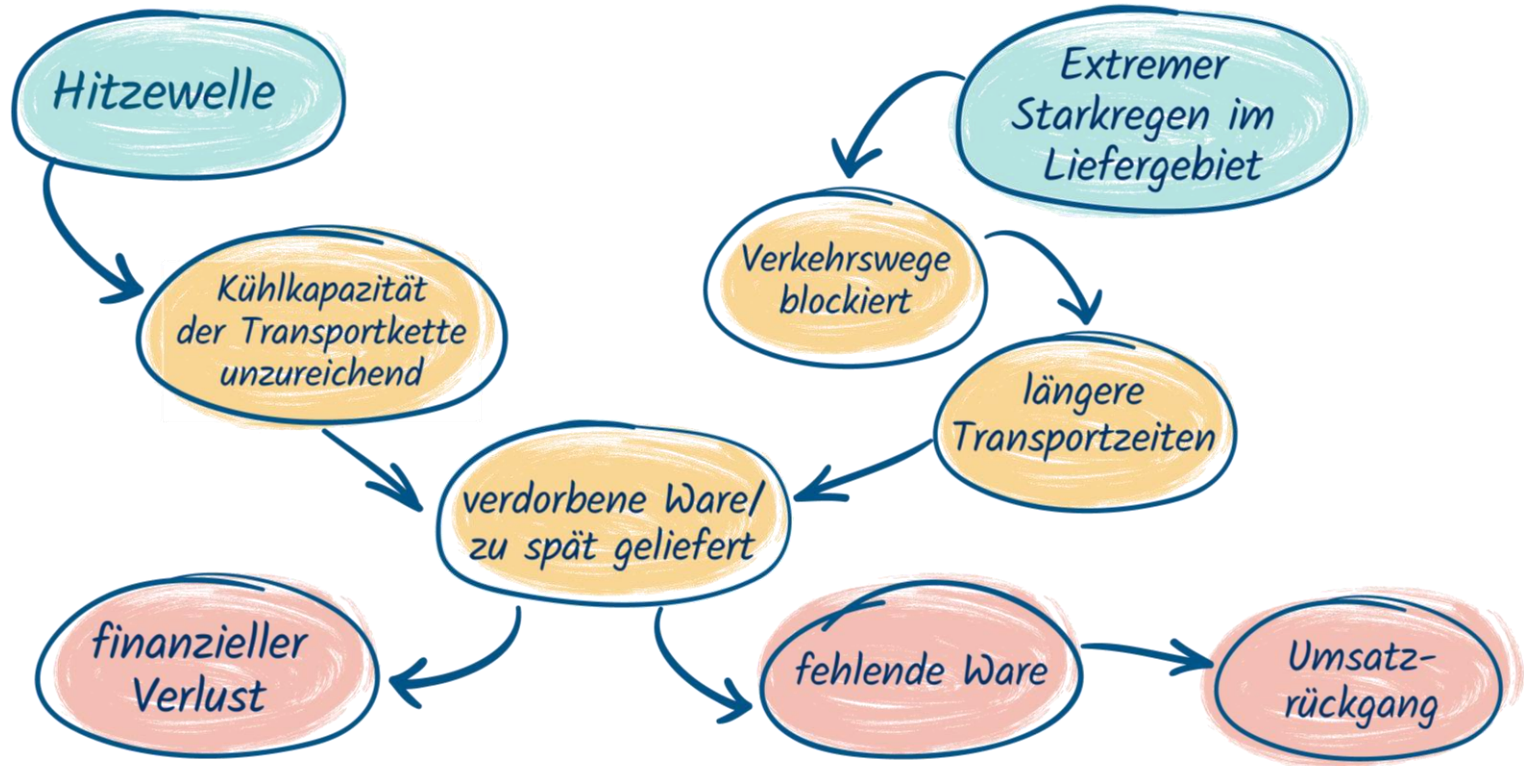 Hitzewelle
Extremer
Starkregen im
Liefergebiet
Verkehrswege
blockiert
Kühlkapazität
der Transportkette
unzureichend
längere
Transportzeiten
verdorbene Ware/
zu spät geliefert
finanzieller
Verlust
fehlende Ware
Umsatz-
rückgang